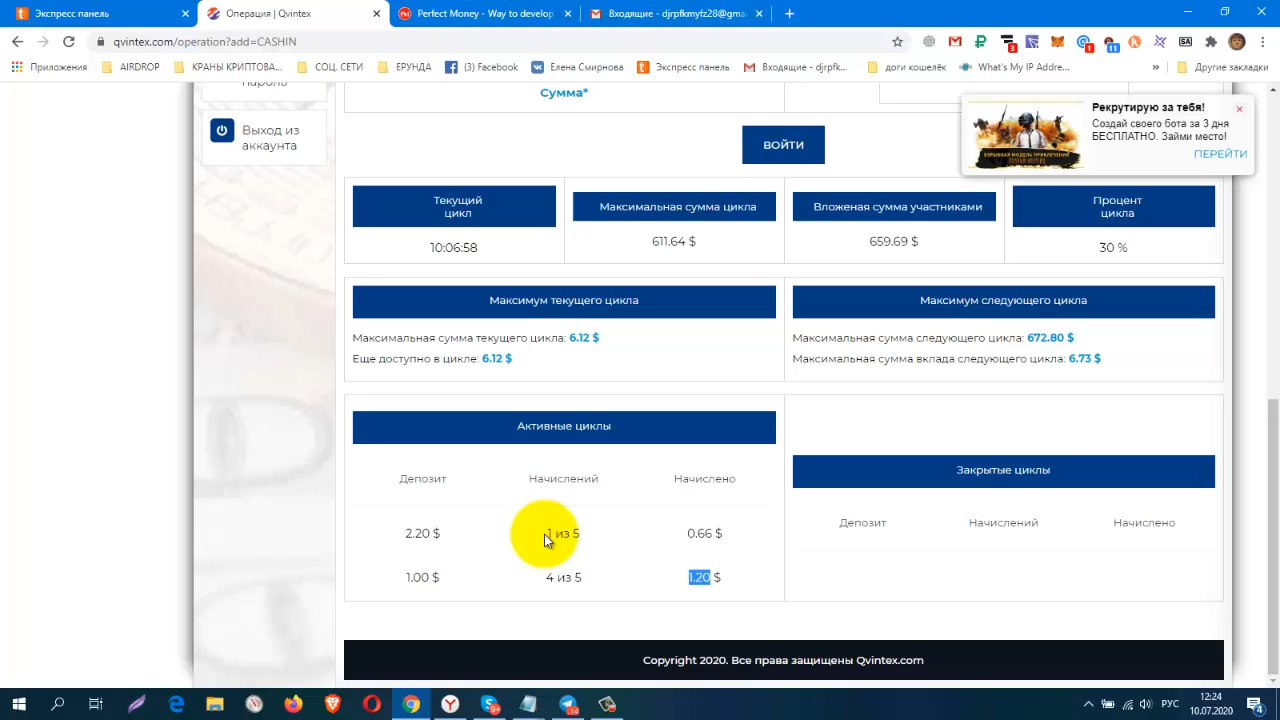 Экспресс панель
Операция | Qvintex
Perfect Money - Way to develop
Входящие - djrpfkmyfz28@gma
qvintex.com/operation?add=CASHIN
Приложения
AIRDROP
КРАНЫ КРИПТОВА...
СОЦ. СЕТИ
ЕРУНДА
(3) Facebook
Елена Смирнова
Экспресс панель
Входящие - djrpfk...
доги кошелёк
What's My IP Addre...
»
Другие закладки
Пароль
Выход из
аккаунта
Сумма*
ВОЙТИ
Рекрутирую за тебя!
Создай своего бота за 3 дня
БЕСПЛАТНО. Займи место!
ПЕРЕЙТИ
Текущий
цикл
10:06:58
Максимальная сумма цикла
611.64 $
Вложеная сумма участниками
659.69 $
Процент
цикла
30 %
Максимум текущего цикла
Максимальная сумма текущего цикла: 6.12 $
Еще доступно в цикле: 6.12 $
Максимум следующего цикла
Максимальная сумма следующего цикла: 672.80 $
Максимальная сумма вклада следующего цикла: 6.73 $
Активные циклы
Депозит Начислений Начислено
2.20 $ 1 из 5 0.66 $
1.00 $ 4 из 5 1.20 $
Закрытые циклы
Депозит Начислений Начислено
Copyright 2020. Все права защищены Qvintex.com
РУС
12:24
10.07.2020